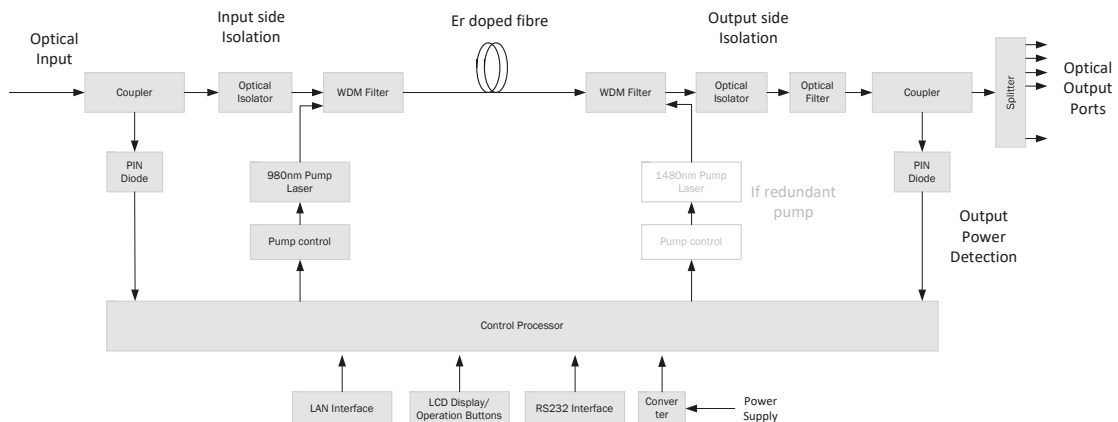 Input side
Isolation
Er doped fibre
Output side
Isolation
Optical
Input
Coupler
Optical
Isolator
WDM Filter
WDM Filter
Optical
Isolator
Optical
Filter
Coupler
Splitter
Optical
Output
Ports
PIN
Diode
980nm Pump
Laser
1480nm Pump
Laser
If redundant
pump
PIN
Diode
Pump control
Pump control
Output
Power
Detection
Control Processor
LAN Interface
LCD Display/
Operation Buttons
RS232 Interface
Conve
rter
Power
Supply